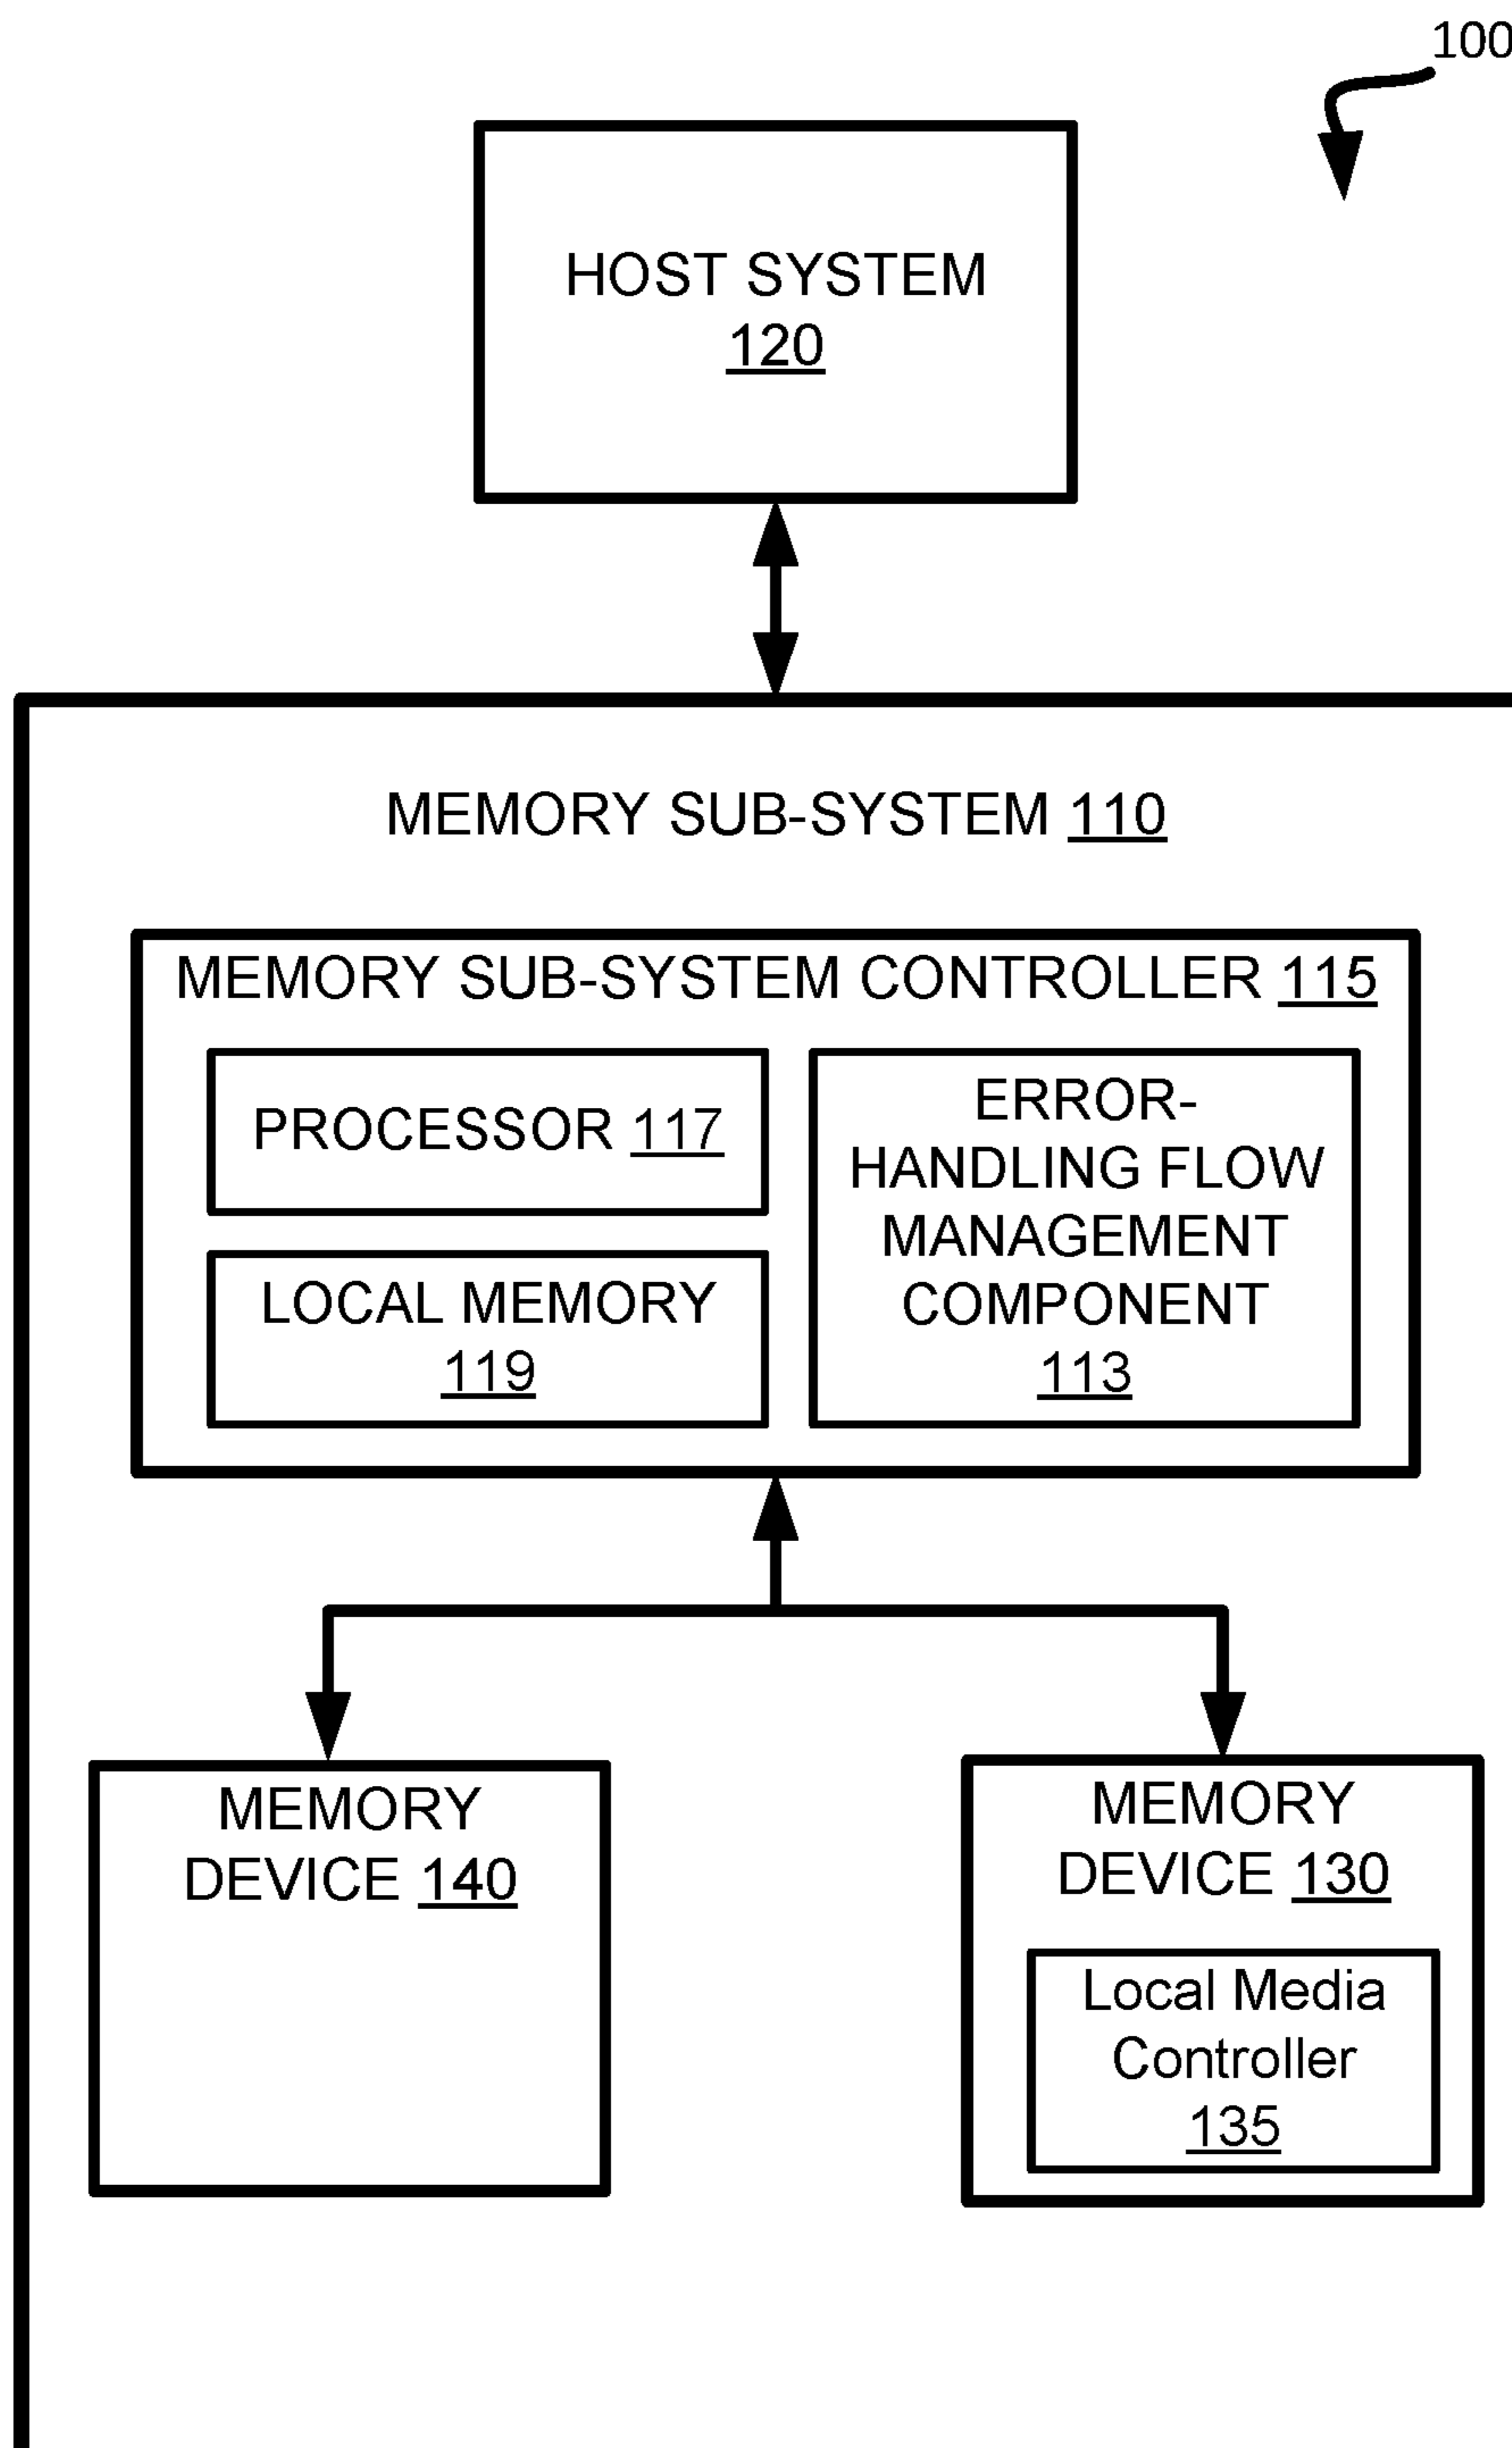 100
HOST SYSTEM
120
MEMORY SUB-SYSTEM 110
MEMORY SUB-SYSTEM CONTROLLER 115
PROCESSOR 117
LOCAL MEMORY
119
ERROR-
HANDLING FLOW
MANAGEMENT
COMPONENT
113
MEMORY
DEVICE 140
MEMORY
DEVICE 130
Local Media
Controller
135